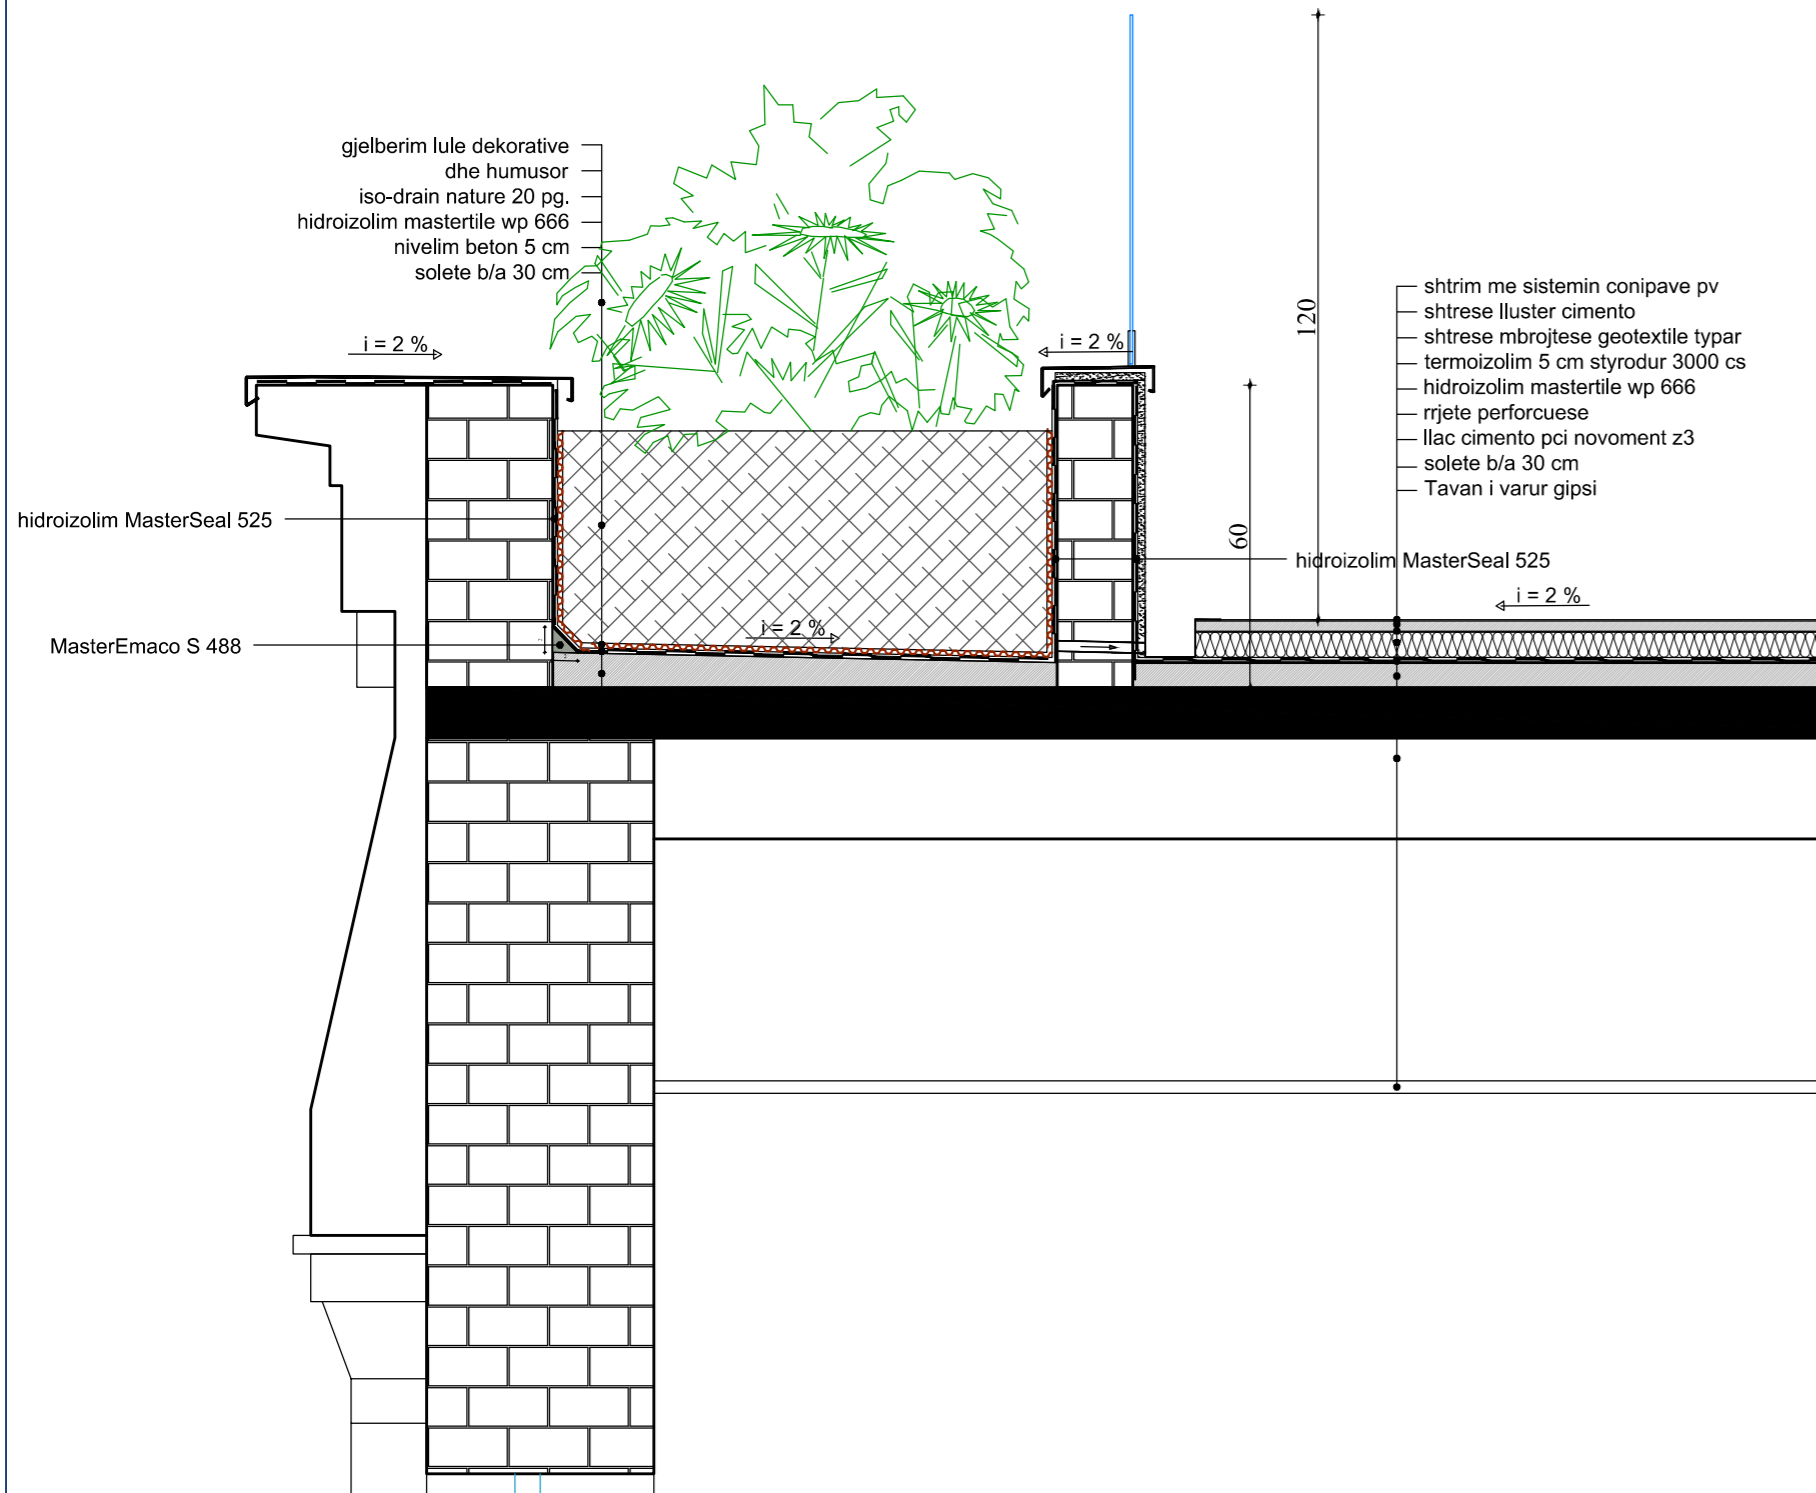 gjelberim lule dekorative
dhe humusor
iso-drain nature 20 pg.
hidroizolim mastertile wp 666
nivelim beton 5 cm
solete b/a 30 cm
i = 2 %
i = 2 %
120
shtrim me sistemin conipave pv
shtrese lluster cimento
shtrese mbrojtese geotextile typar
termoizolim 5 cm styrodur 3000 cs
hidroizolim mastertile wp 666
rrjete perforcuese
llac cimento pci novoment z3
solete b/a 30 cm
Tavan i varur gipsi
hidroizolim MasterSeal 525
60
hidroizolim MasterSeal 525
i = 2 %
i = 2 %
MasterEmaco S 488